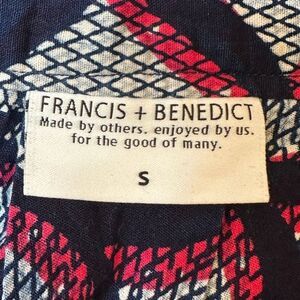 FRANCIS + BENEDICT
Made by others. enjoyed by us.
for the good of many.
S